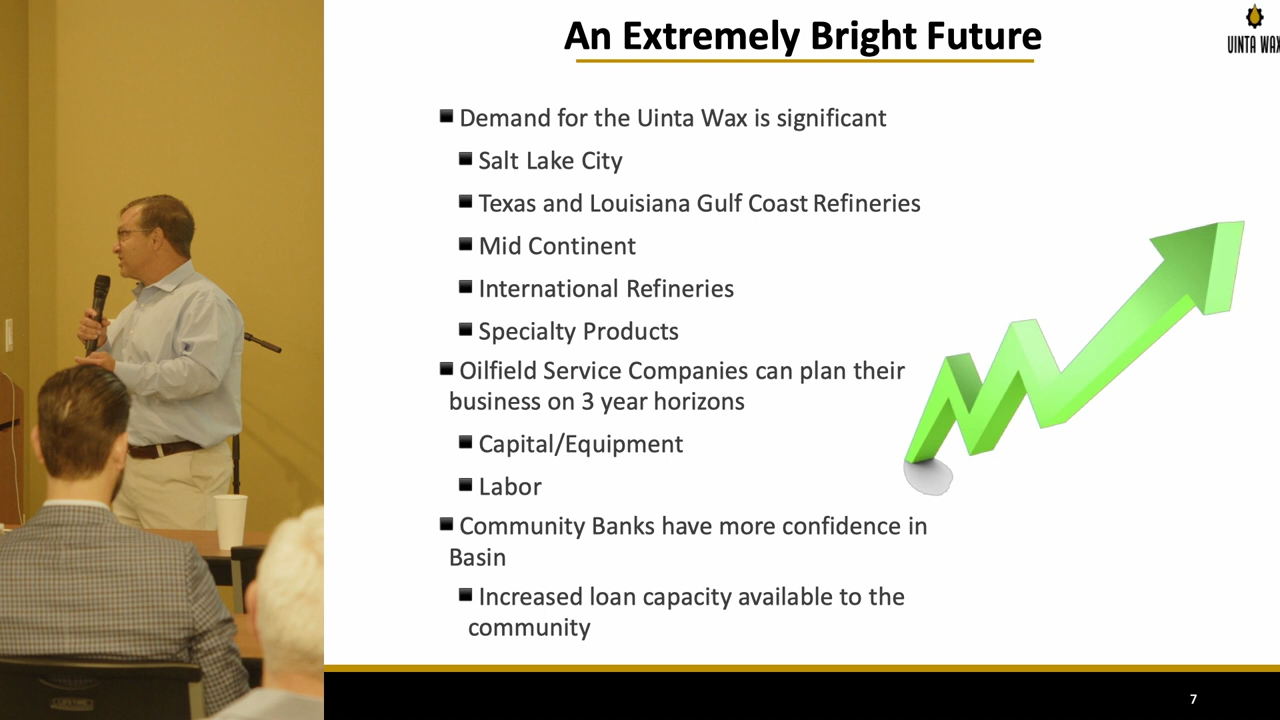 An Extremely Bright Future
UINTA WAX
Demand for the Uinta Wax is significant
Salt Lake City
Texas and Louisiana Gulf Coast Refineries
Mid Continent
International Refineries
Specialty Products
Oilfield Service Companies can plan their
business on 3 year horizons
Capital/Equipment
Labor
Community Banks have more confidence in
Basin
Increased loan capacity available to the
community
7
LIFETIME